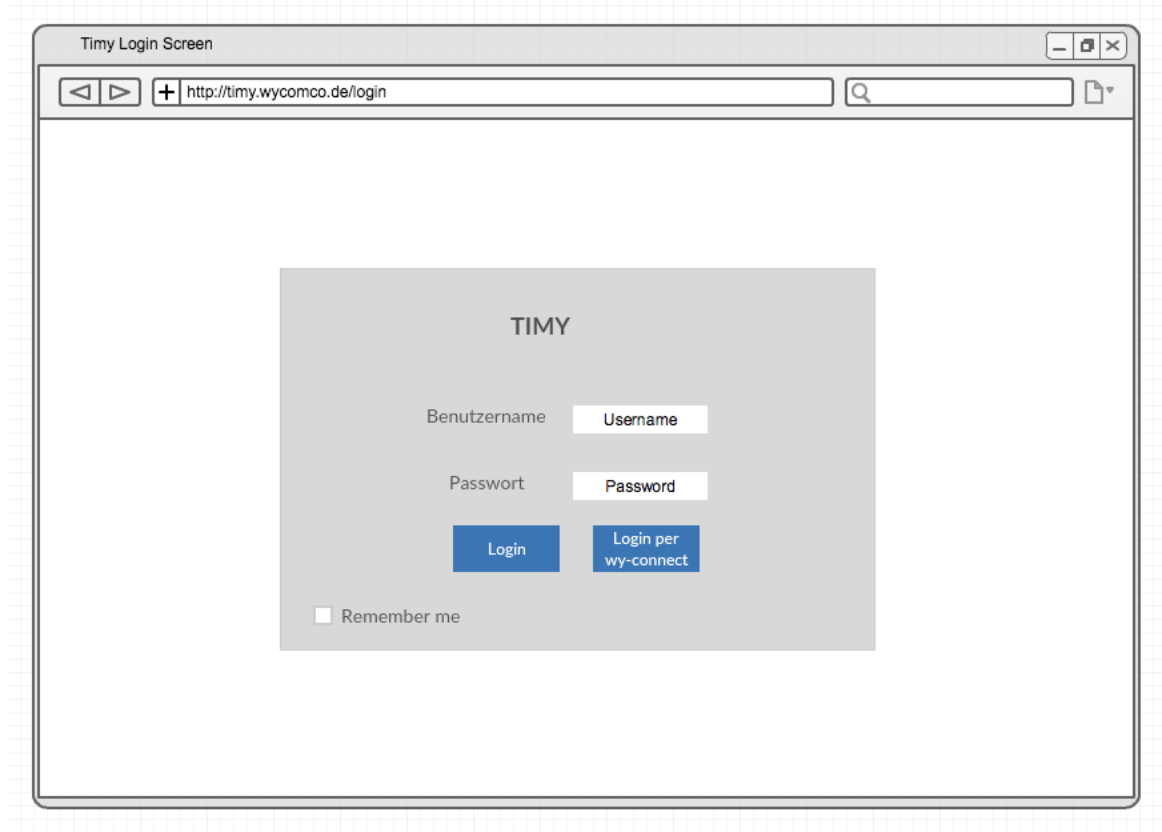 Timy Login Screen
http://timy.wycomco.de/login
TIMY
Benutzername Username
Passwort Password
Login
Login per
wy-connect
Remember me